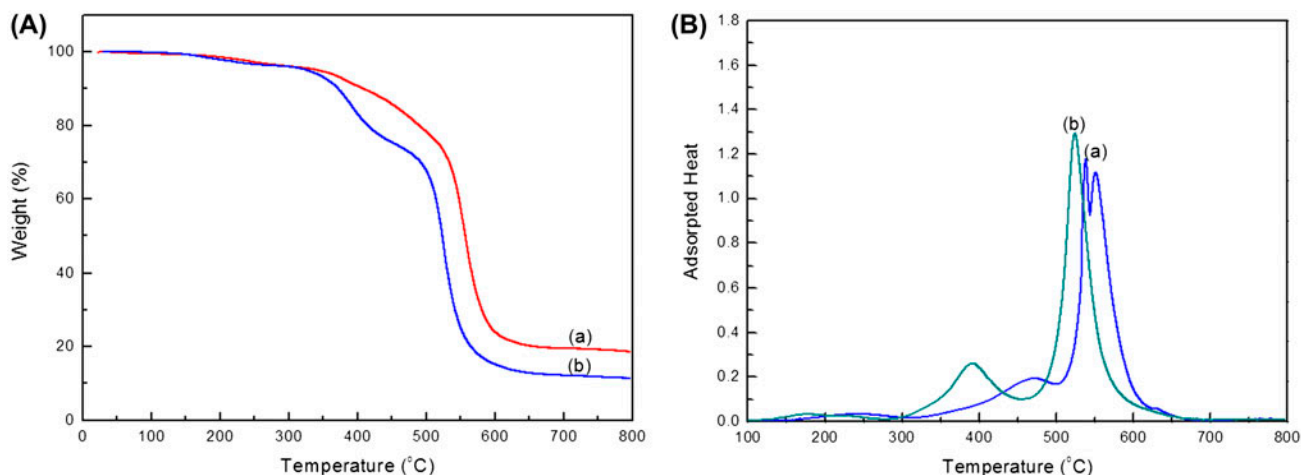 (A)
Weight (%)
100
80
60
40
20
0
(a)
(b)
0 100 200 300 400 500 600 700 800
Temperature (°C)
(B)
Adsorpted Heat
1.8
1.6
1.4
1.2
1.0
0.8
0.6
0.4
0.2
0.0
(b)
(a)
100 200 300 400 500 600 700 800
Temperature (°C)